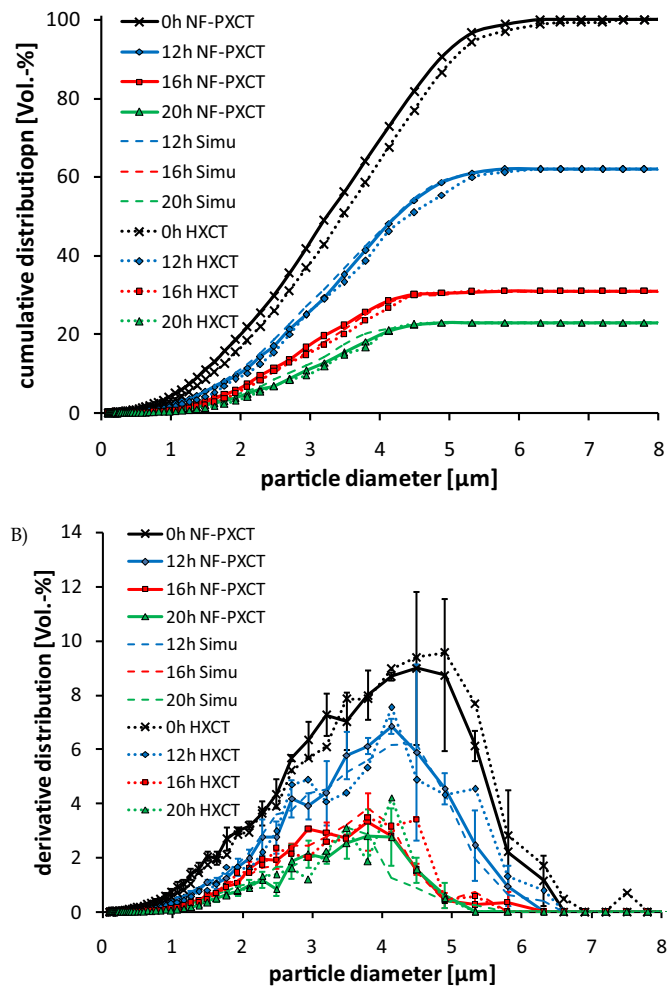 100
80
60
40
20
0
cumulative distributiopn [Vol.-%]
0h NF-PXCT
12h NF-PXCT
16h NF-PXCT
20h NF-PXCT
12h Simu
16h Simu
20h Simu
0h HXCT
12h HXCT
16h HXCT
20h HXCT
0 1 2 3 4 5 6 7 8
particle diameter [µm]
B)
14
12
10
8
6
4
2
0
derivative distribution [Vol.-%]
0h NF-PXCT
12h NF-PXCT
16h NF-PXCT
20h NF-PXCT
12h Simu
16h Simu
20h Simu
0h HXCT
12h HXCT
16h HXCT
20h HXCT
0 1 2 3 4 5 6 7 8
particle diameter [µm]